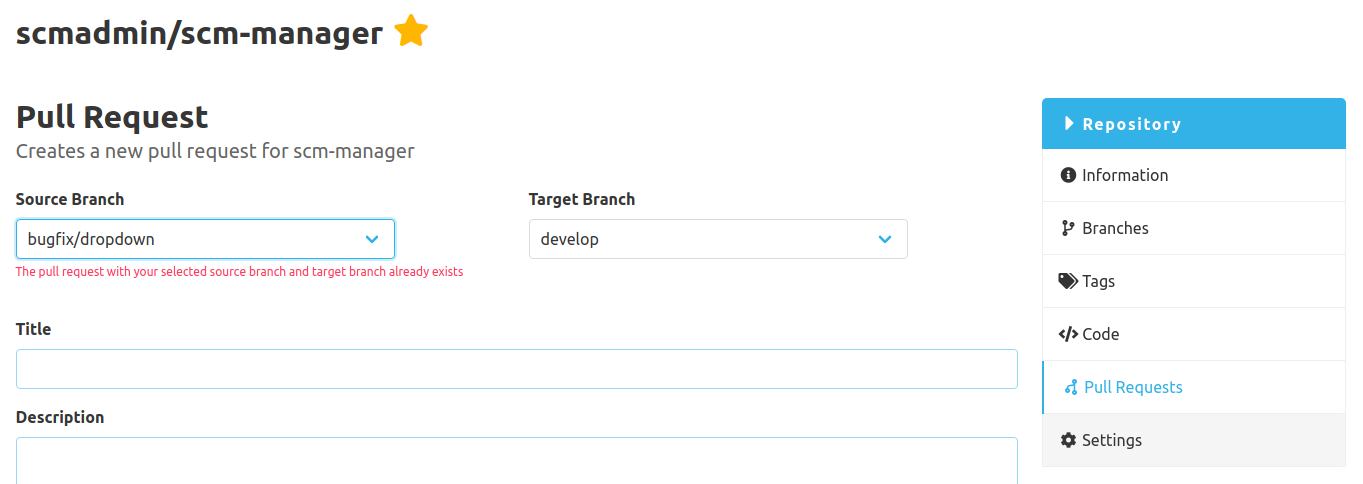 scmadmin/scm-manager
Pull Request
Creates a new pull request for scm-manager
Source Branch
Target Branch
bugfix/dropdown
develop
The pull request with your selected source branch and target branch already exists
Title
Description
Repository
Information
Branches
Tags
Code
Pull Requests
Settings